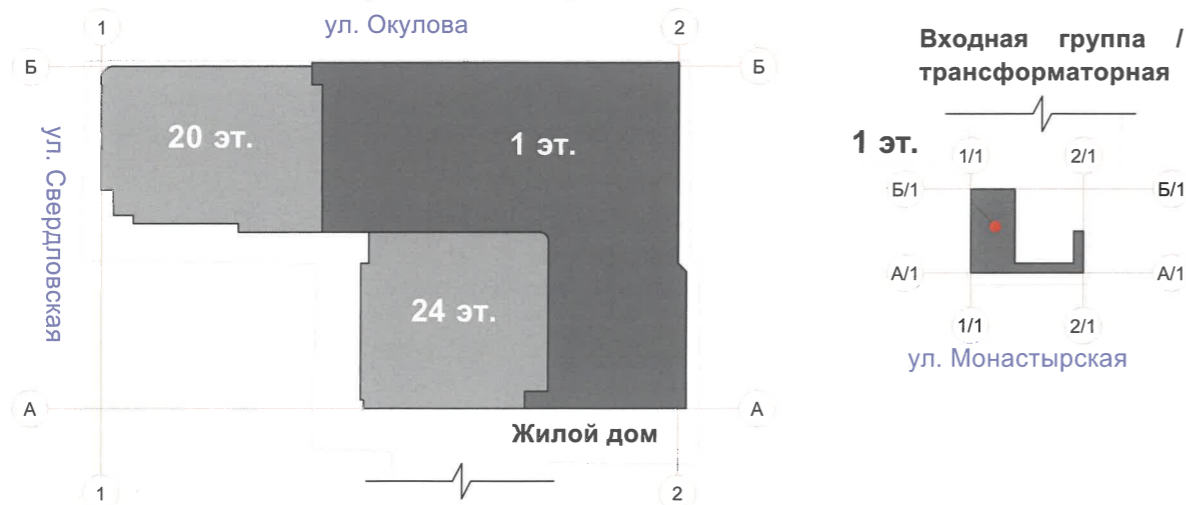 1
ул. Окулова
2
Входная группа /
трансформаторная
Б
Б
20 эт.
1 эт.
1 эт.
1/1
2/1
ул. Свердловская
Б/1
Б/1
А/1
А/1
24 эт.
1/1
2/1
ул. Монастырская
А
А
Жилой дом
1
2